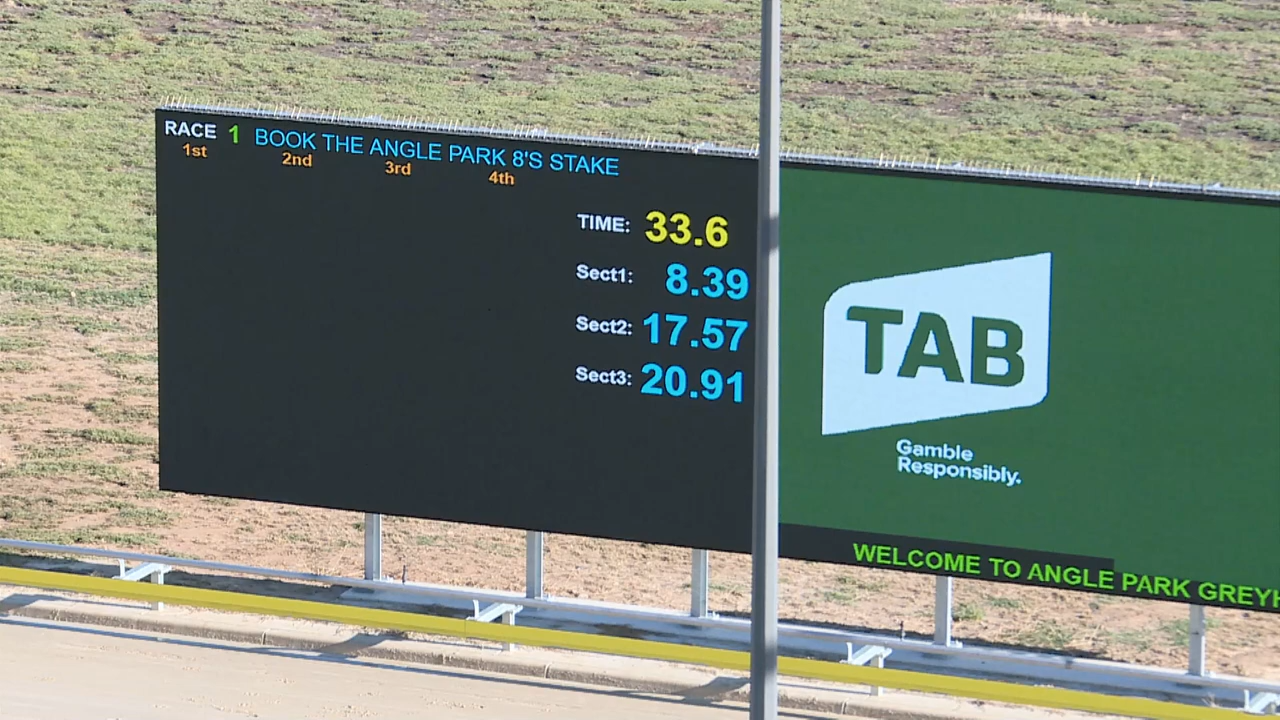 RACE 1 BOOK THE ANGLE PARK 8'S STAKE
1st 2nd 3rd 4th
TIME: 33.6
Sect1: 8.39
Sect2: 17.57
Sect3: 20.91
TAB
Gamble
Responsibly.
WELCOME TO ANGLE PARK GREYH